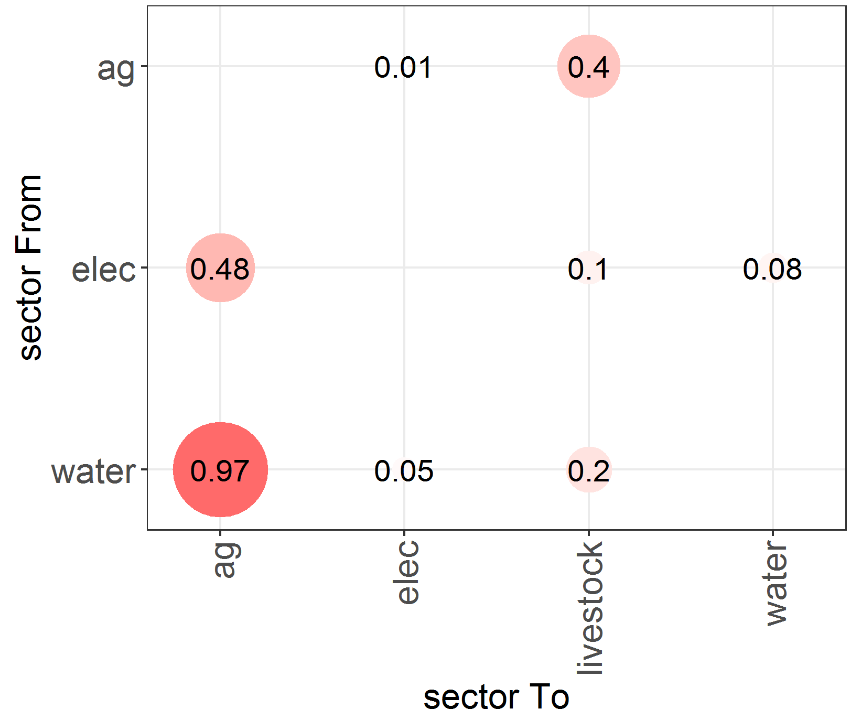 sector From
ag
0.01
0.4
elec
0.48
0.1
0.08
water
0.97
0.05
0.2
ag
elec
livestock
water
sector To